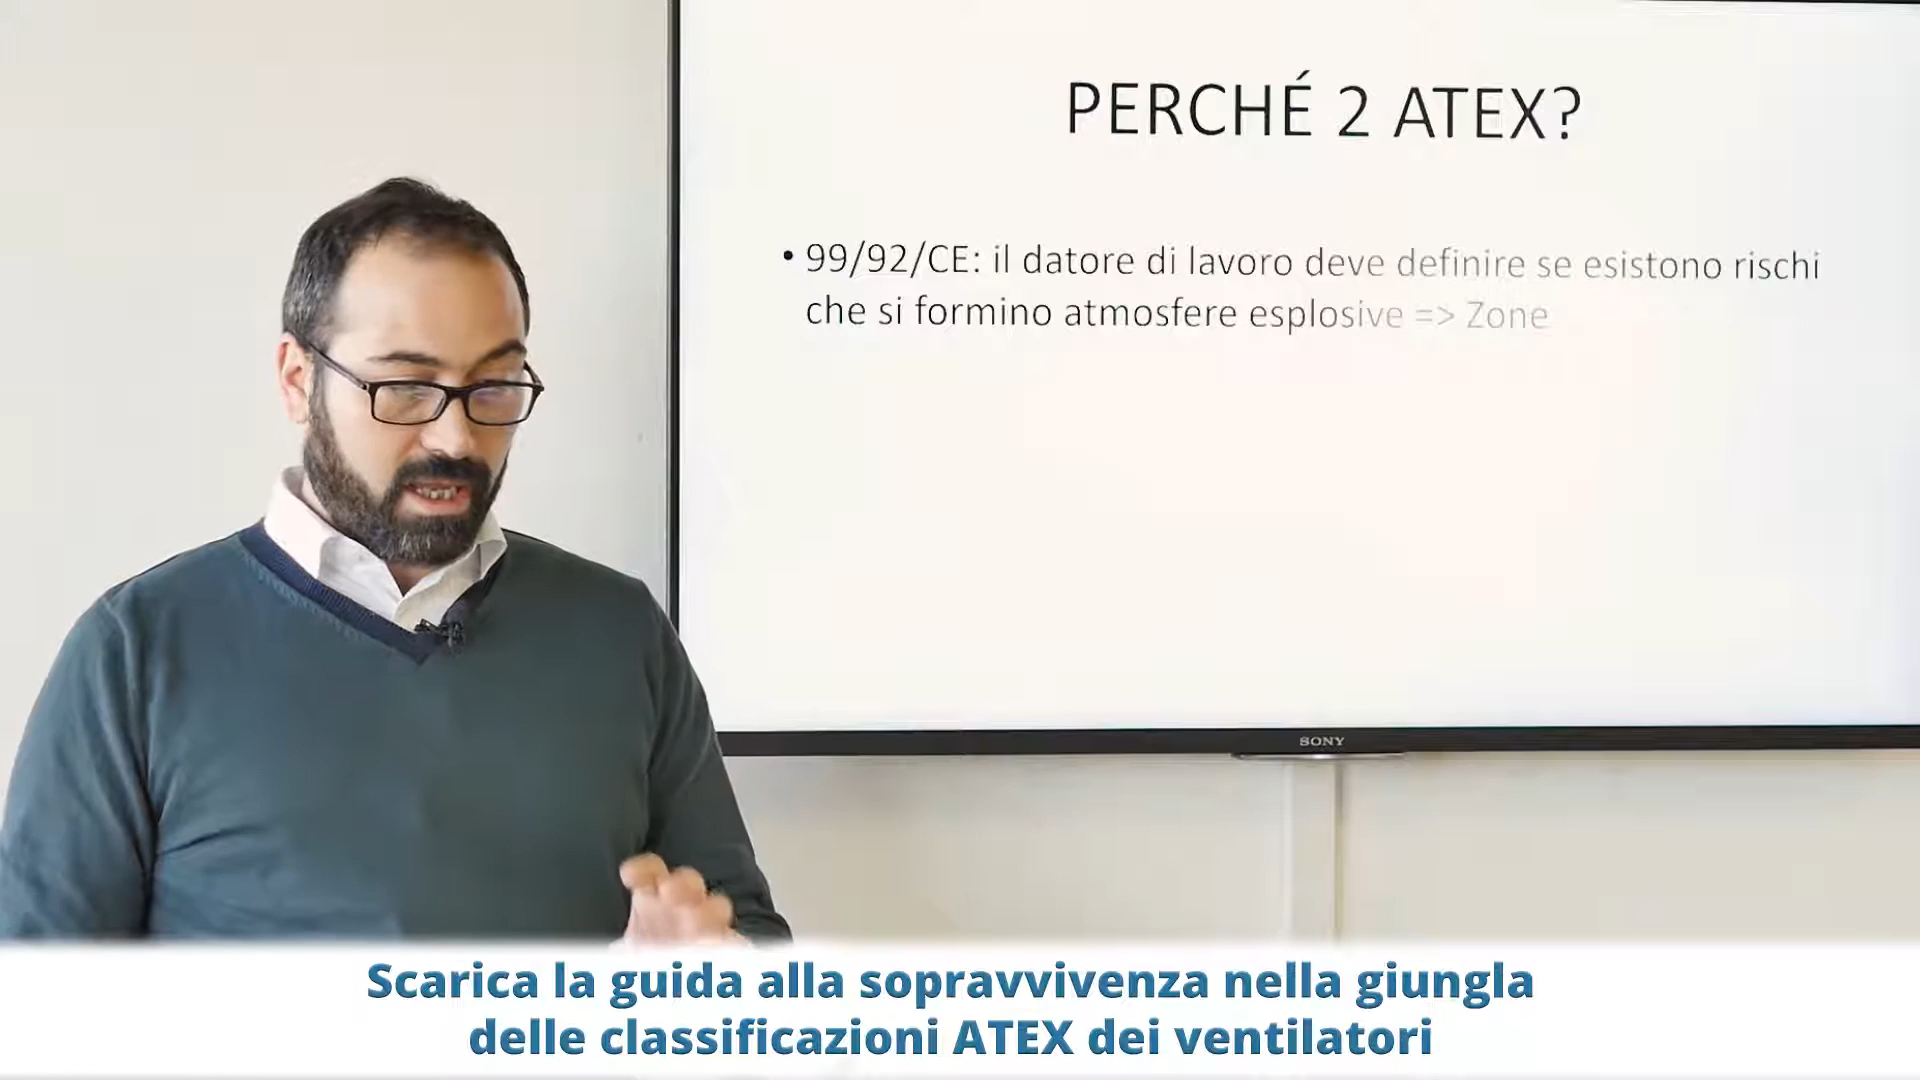 PERCHÉ 2 ATEX?
• 99/92/CE: il datore di lavoro deve definire se esistono rischi
che si formino atmosfere esplosive => Zone
SONY
Scarica la guida alla sopravvivenza nella giungla
delle classificazioni ATEX dei ventilatori